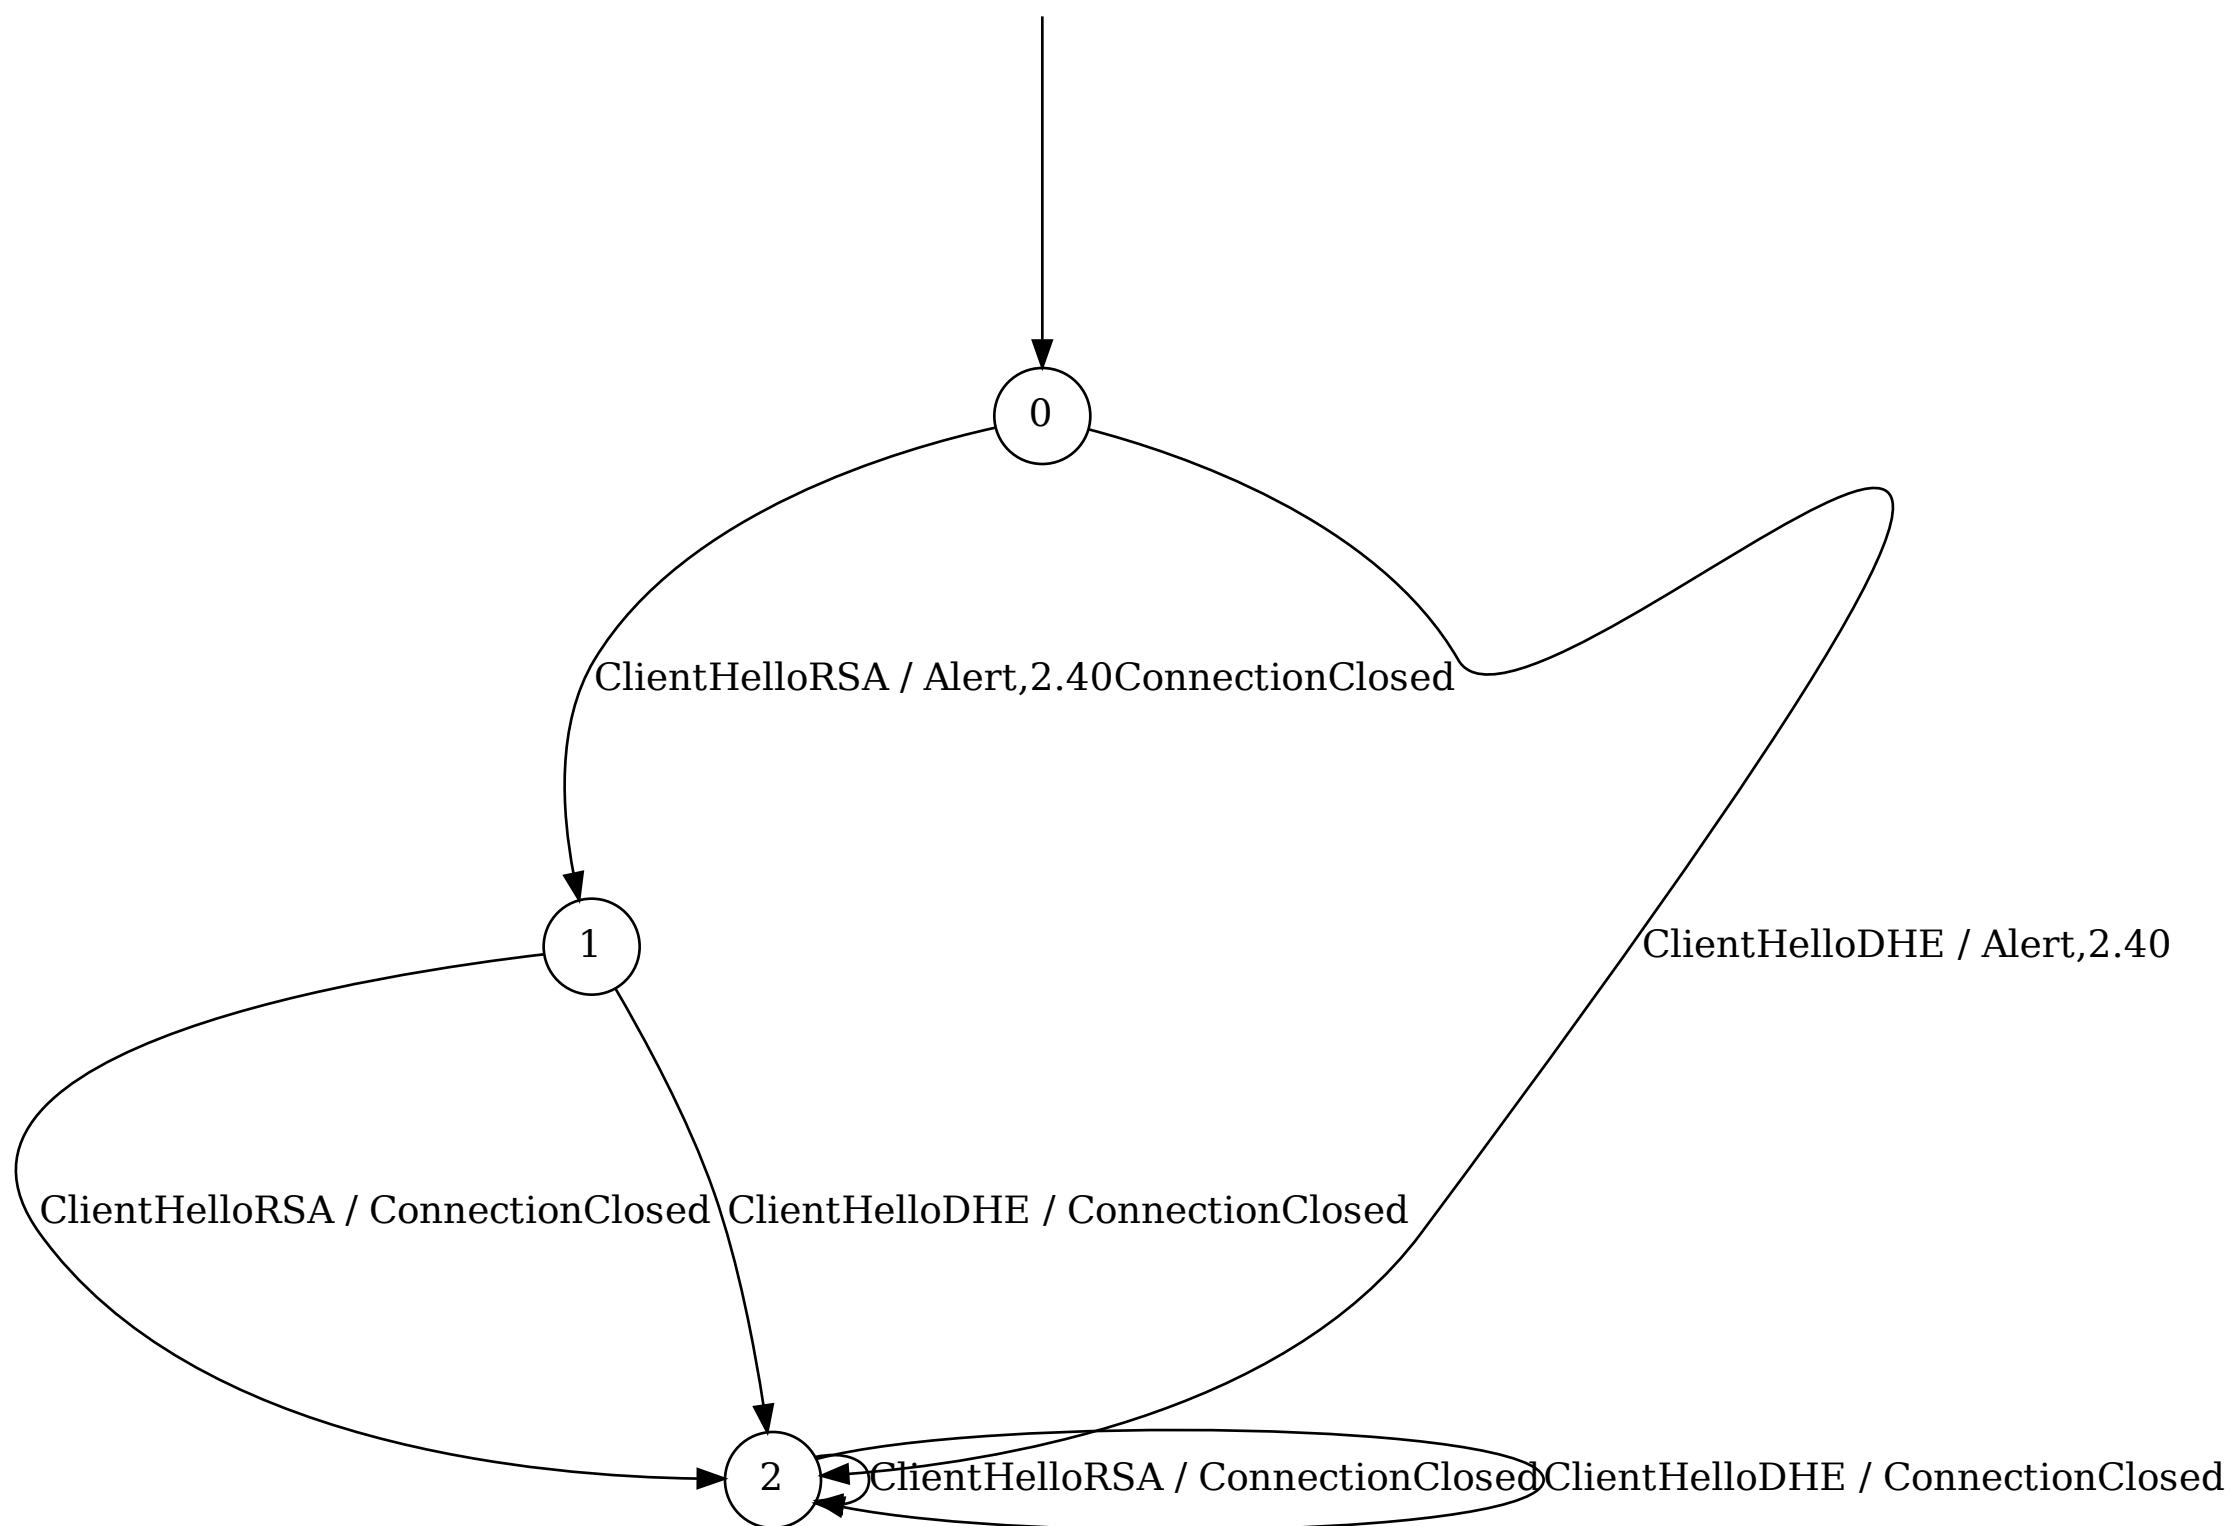 0
ClientHelloRSA / Alert,2.40ConnectionClosed
1
ClientHelloDHE / Alert,2.40
ClientHelloRSA / ConnectionClosed
ClientHelloDHE / ConnectionClosed
2
ClientHelloRSA / ConnectionClosed
ClientHelloDHE / ConnectionClosed